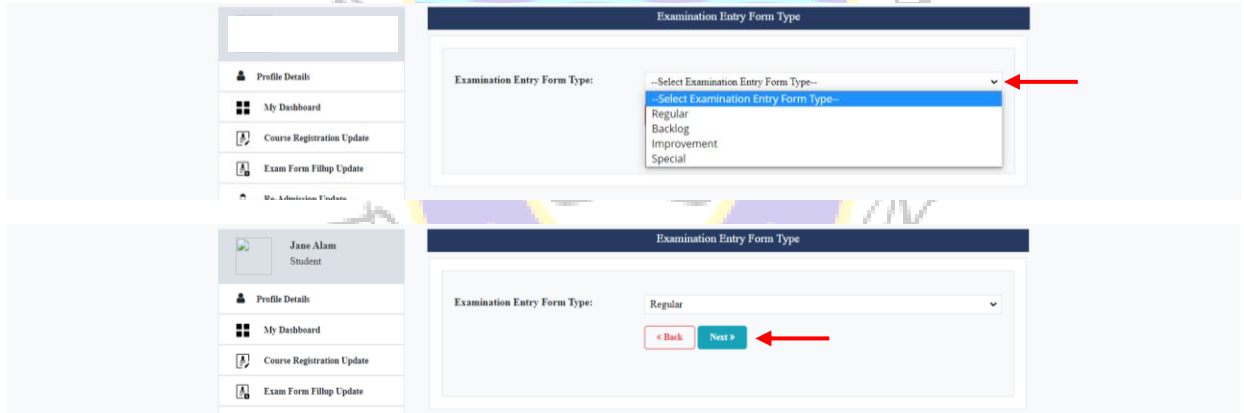 Examination Entry Form Type
Profile Details
My Dashboard
Course Registration Update
Exam Form Fillup Update
Re-Admission Update
Examination Entry Form Type:
--Select Examination Entry Form Type--
--Select Examination Entry Form Type--
Regular
Backlog
Improvement
Special
Jane Alam
Student
Profile Details
My Dashboard
Course Registration Update
Exam Form Fillup Update
Examination Entry Form Type
Examination Entry Form Type:
Regular
« Back
Next »